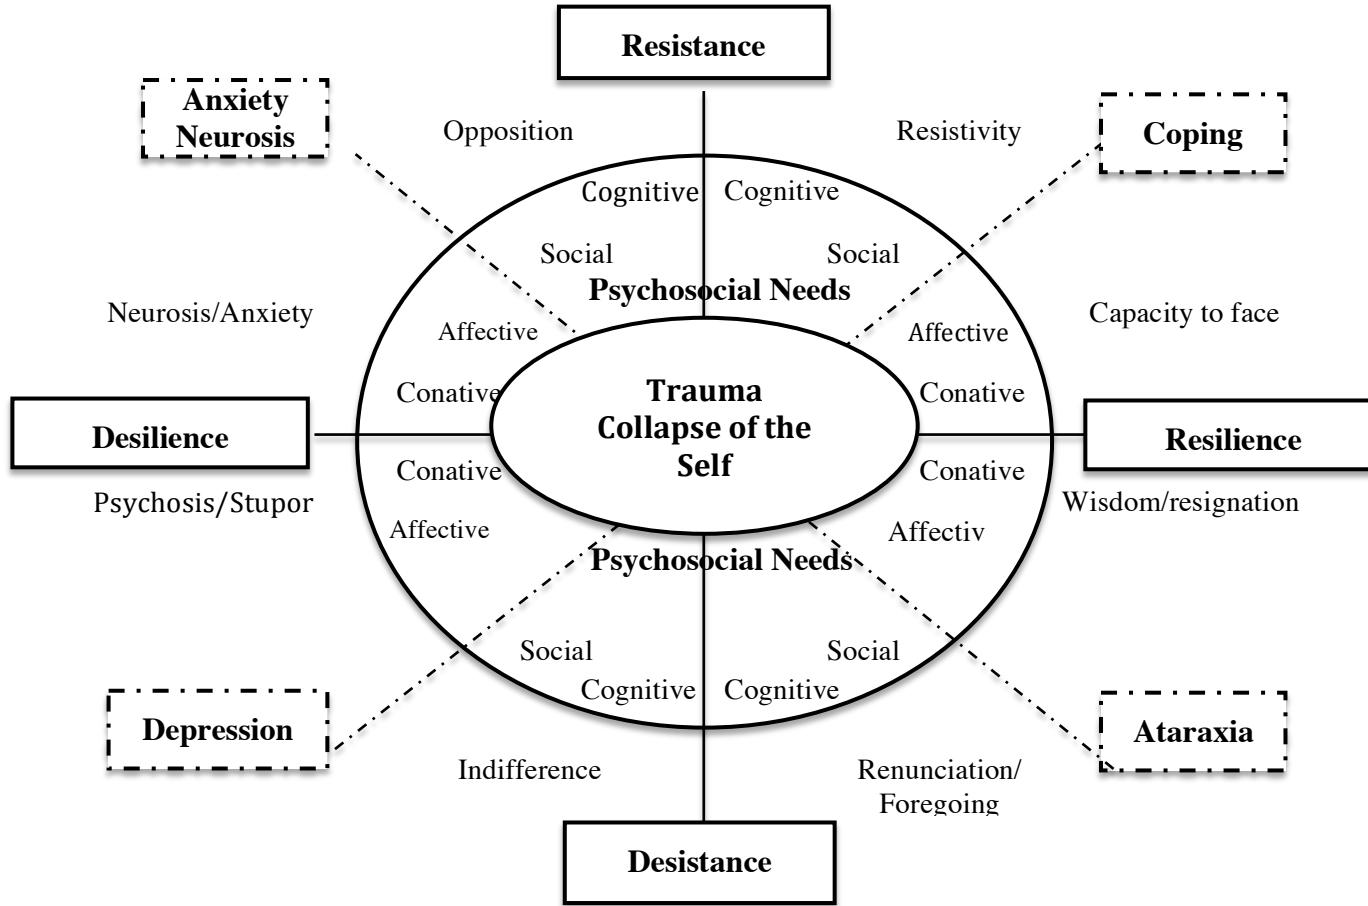 Resistance
Anxiety
Neurosis
Opposition
Resistivity
Coping
Cognitive
Cognitive
Social
Social
Psychosocial Needs
Neurosis/Anxiety
Affective
Affective
Capacity to face
Conative
Trauma
Collapse of the
Self
Conative
Desilience
Resilience
Conative
Conative
Psychosis/Stupor
Wisdom/resignation
Affective
Affectiv
Psychosocial Needs
Social
Social
Cognitive
Cognitive
Depression
Ataraxia
Indifference
Renunciation/
Foregoing
Desistance